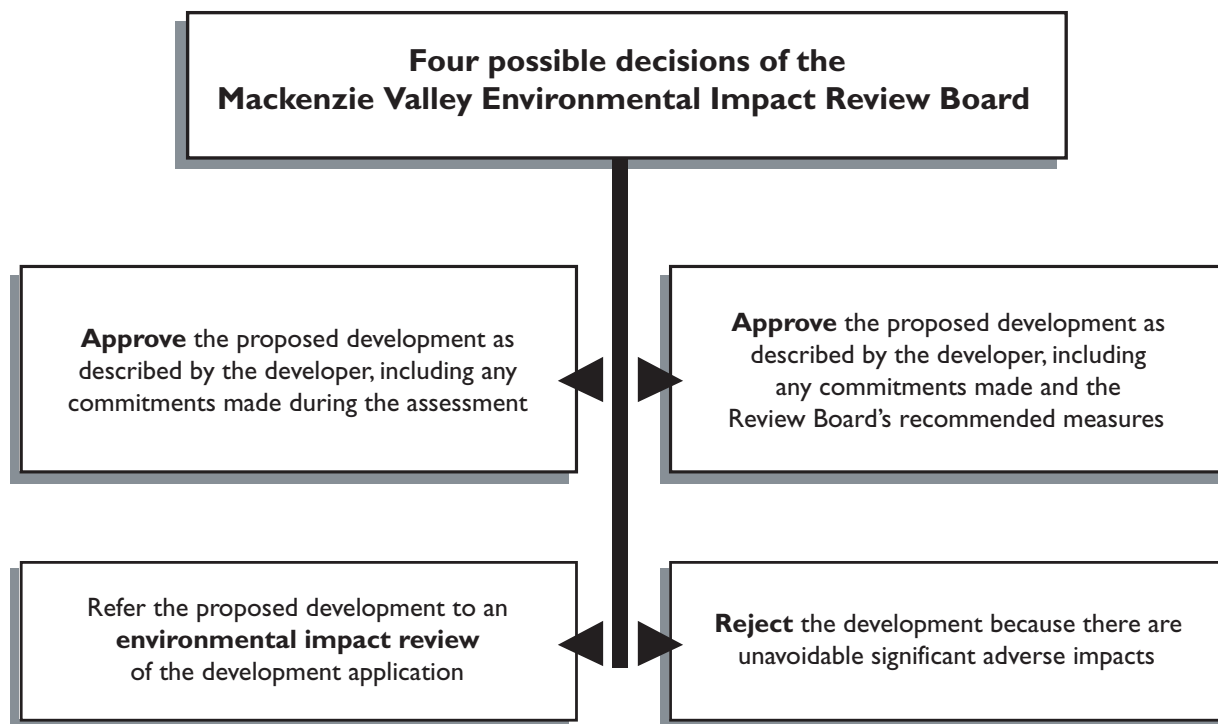 Four possible decisions of the
Mackenzie Valley Environmental Impact Review Board
Approve the proposed development as
described by the developer, including any
commitments made during the assessment
Approve the proposed development as
described by the developer, including
any commitments made and the
Review Board's recommended measures
Refer the proposed development to an
environmental impact review
of the development application
Reject the development because there are
unavoidable significant adverse impacts